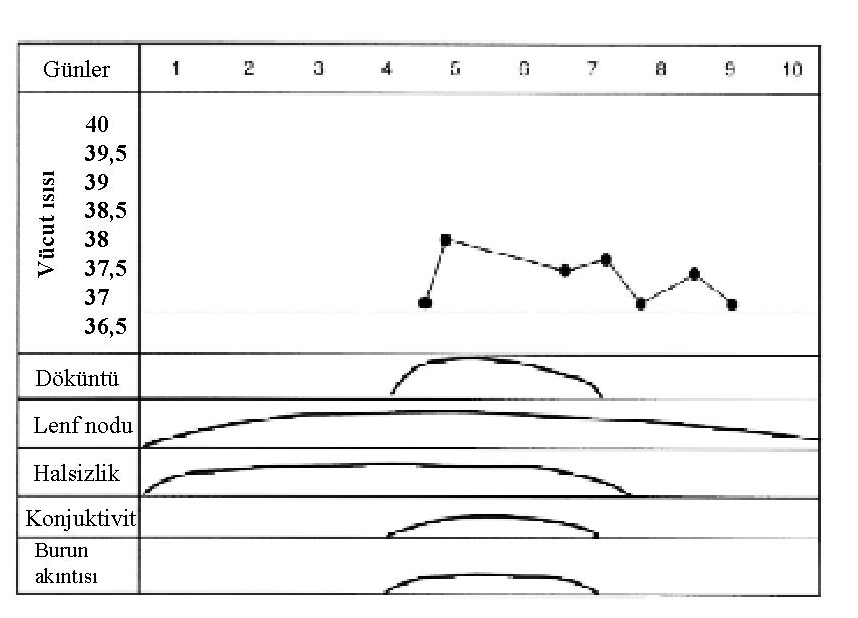 Günler 1 2 3 4 5 6 7 8 9 10
Vücut ısısı
40
39,5
39
38,5
38
37,5
37
36,5
Döküntü
Lenf nodu
Halsizlik
Konjuktivit
Burun
akıntısı